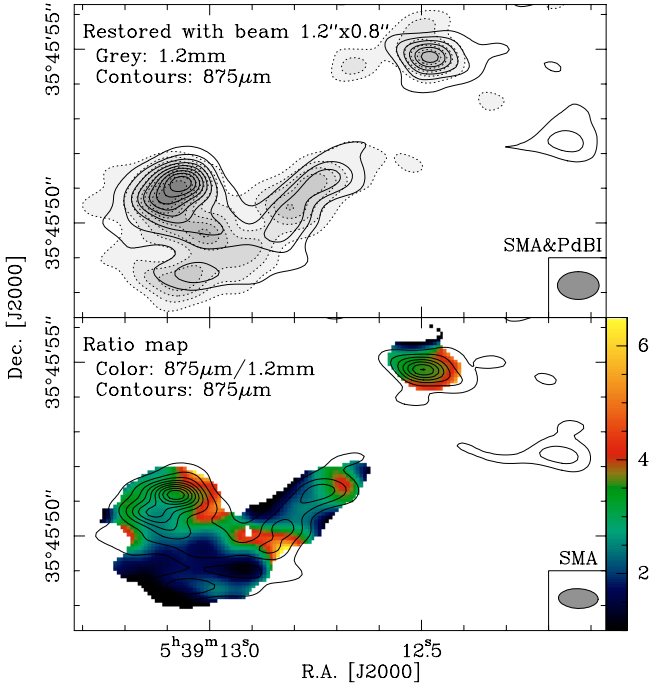 Restored with beam 1.2"x0.8"
Grey: 1.2mm
Contours: 875μm
35°45'55"
35°45'50"
SMA&PdBI
Dec. [J2000]
Ratio map
Color: 875μm/1.2mm
Contours: 875μm
35°45'55"
35°45'50"
6
4
2
SMA
5h39m13.0s
12.5s
R.A. [J2000]